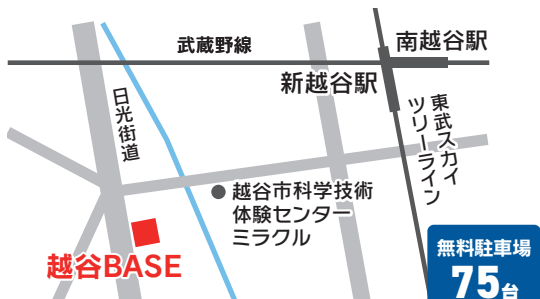 武蔵野線
南越谷駅
新越谷駅
日光街道
東武スカイ
ツリーライン
越谷市科学技術
体験センター
ミラクル
越谷BASE
無料駐車場
75台